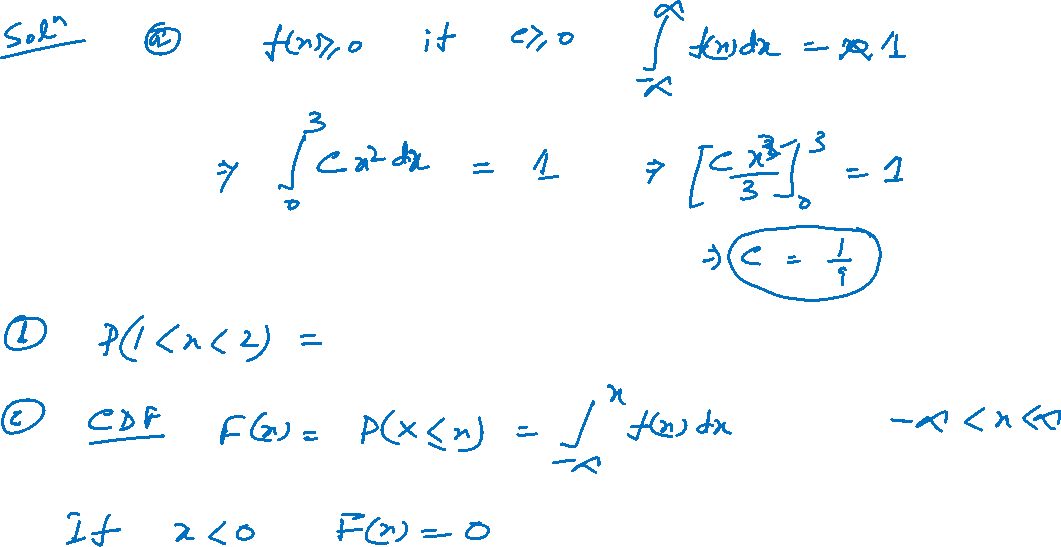 Solⁿ ⓐ f(x)≥0 if c≥0 ∫_{-∞}^{∞} f(x)dx = 1
⇒ ∫_0^3 c x² dx = 1 ⇒ [c x³/3]_0^3 = 1
⇒ c = 1/9
ⓑ P(1<x<2) =
ⓒ CDF F(x) = P(X≤x) = ∫_{-∞}^x f(x) dx -∞ < x < ∞
If x<0 F(x) = 0